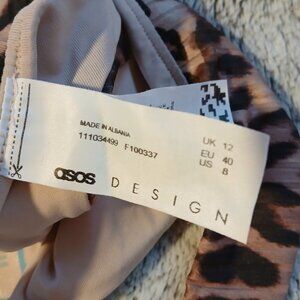 MADE IN ALBANIA
111034499 F100337
UK 12
EU 40
US 8
asos DESIGN